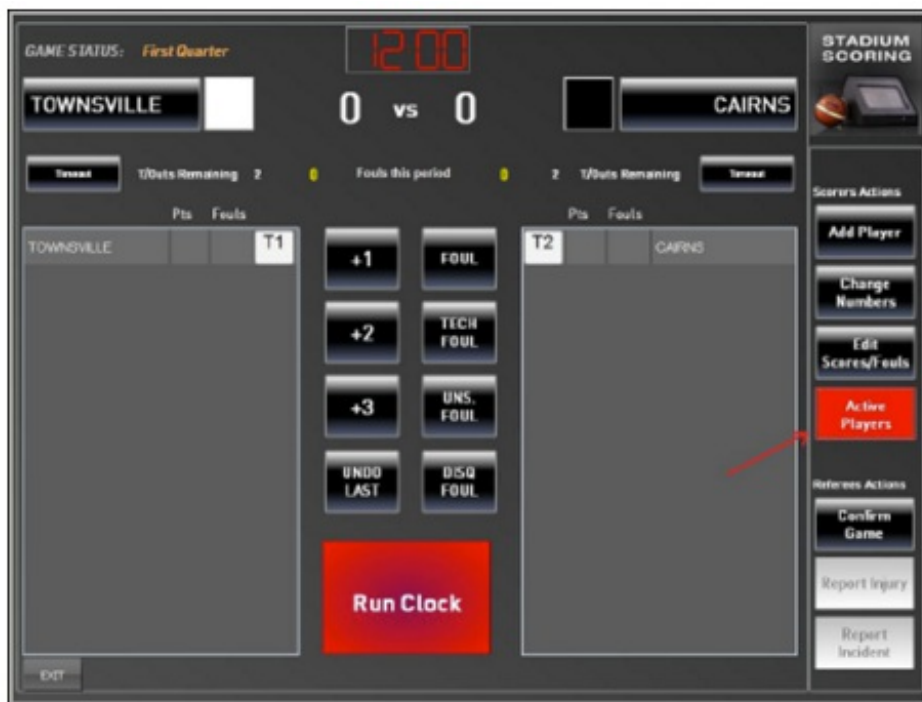 GAME STATUS: First Quarter
12:00
STADIUM
SCORING
TOWNSVILLE
0 vs 0
CAIRNS
Timeout
T/Outs Remaining 2
0
Fouls this period
0
2 T/Outs Remaining
Timeout
Pts Fouls
Pts Fouls
TOWNSVILLE
T1
T2
CAIRNS
+1
FOUL
+2
TECH
FOUL
+3
UNS.
FOUL
UNDO
LAST
DISQ
FOUL
Run Clock
EXIT
Scorers Actions
Add Player
Change
Numbers
Edit
Scores/Fouls
Active
Players
Referees Actions
Confirm
Game
Report Injury
Report
Incident